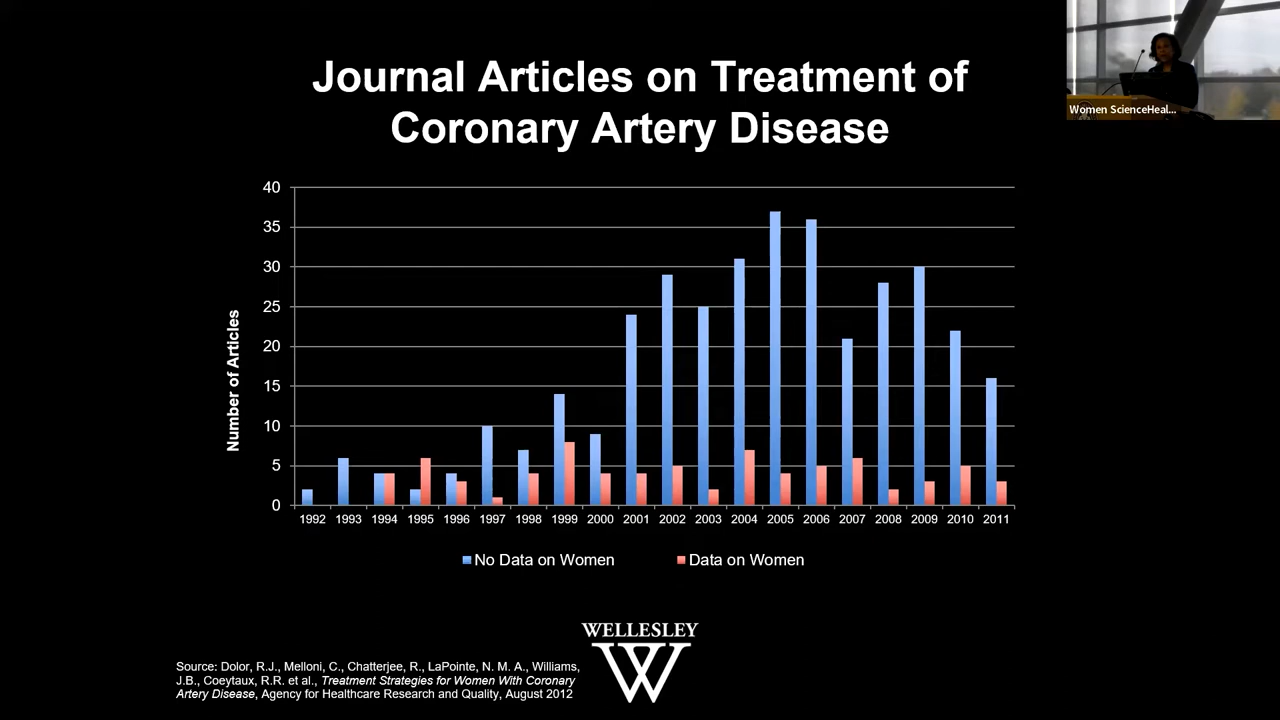 Journal Articles on Treatment of
Coronary Artery Disease
Women ScienceHeal...
40
35
30
25
20
15
10
5
0
Number of Articles
1992 1993 1994 1995 1996 1997 1998 1999 2000 2001 2002 2003 2004 2005 2006 2007 2008 2009 2010 2011
No Data on Women Data on Women
WELLESLEY
W
Source: Dolor, R.J., Melloni, C., Chatterjee, R., LaPointe, N. M. A., Williams,
J.B., Coeytaux, R.R. et al., Treatment Strategies for Women With Coronary
Artery Disease, Agency for Healthcare Research and Quality, August 2012